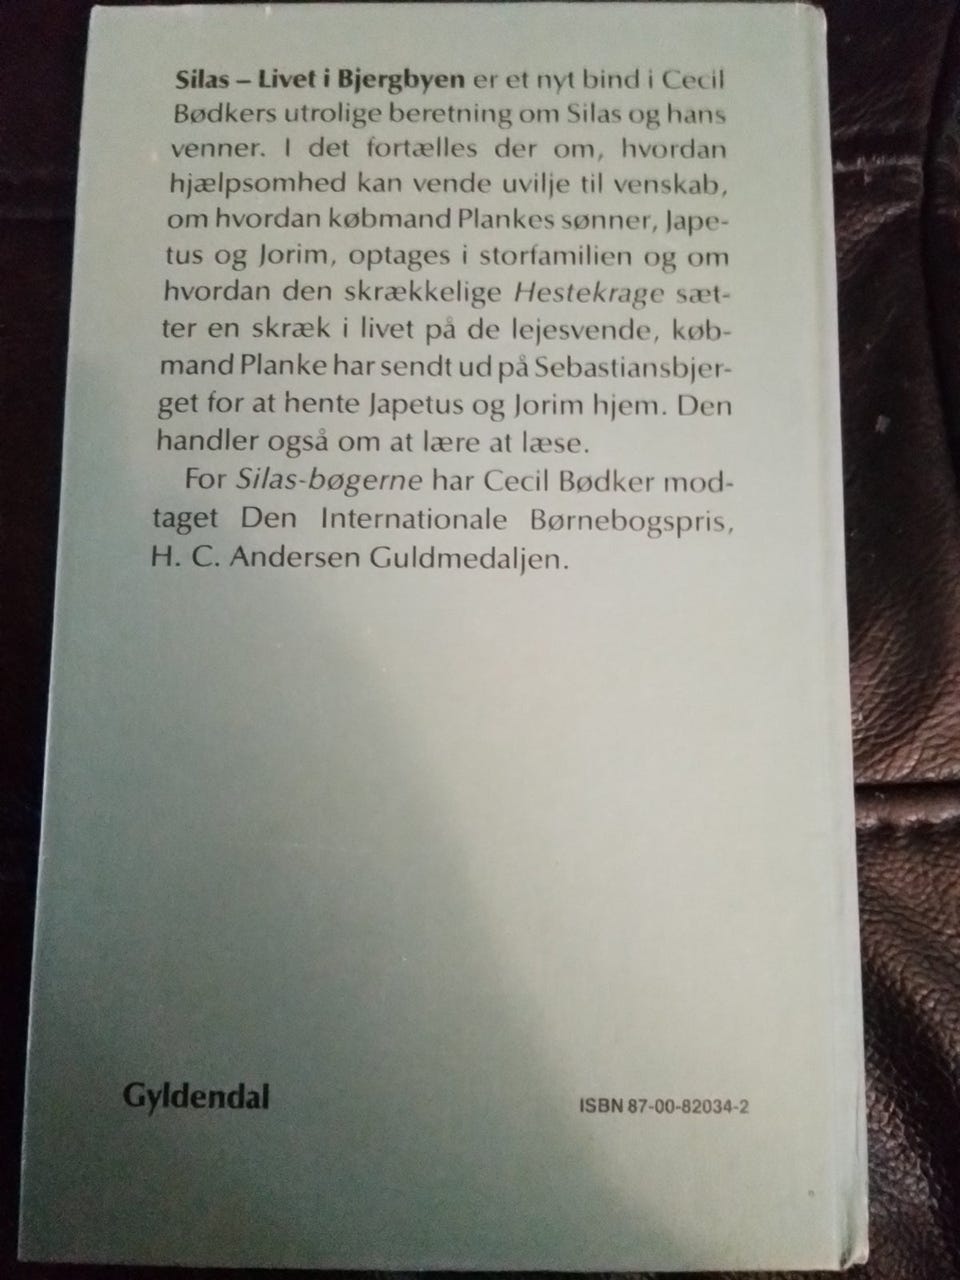 Silas – Livet i Bjergbyen er et nyt bind i Cecil
Bødkers utrolige beretning om Silas og hans
venner. I det fortælles der om, hvordan
hjælpsomhed kan vende uvilje til venskab,
om hvordan købmand Plankes sønner, Jape-
tus og Jorim, optages i storfamilien og om
hvordan den skrækkelige Hestekrage sæt-
ter en skræk i livet på de lejesvende, køb-
mand Planke har sendt ud på Sebastiansbjer-
get for at hente Japetus og Jorim hjem. Den
handler også om at lære at læse.
For Silas-bøgerne har Cecil Bødker mod-
taget Den Internationale Børnebogspris,
H. C. Andersen Guldmedaljen.
Gyldendal
ISBN 87-00-82034-2